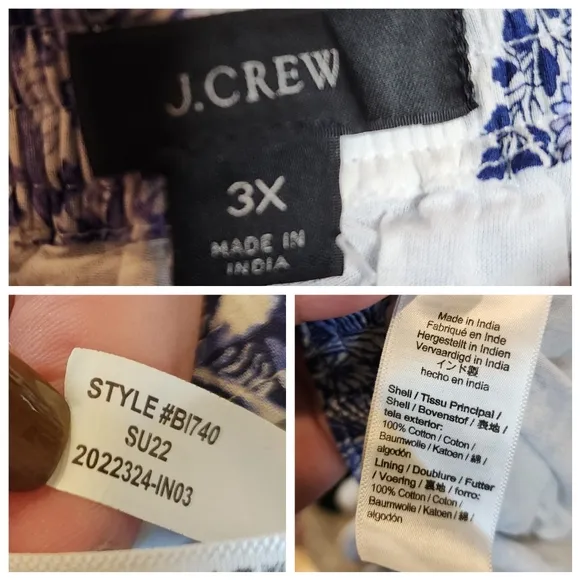 J.CREW
3X
MADE IN
INDIA
STYLE #BI740
SU22
2022324-IN03
Made in India
Fabriqué en Inde
Hergestellt in Indien
Vervaardigd in India
インド製
hecho en india
Shell / Tissu Principal /
Shell / Bovenstof / 表地 /
tela exterior:
100% Cotton / Coton /
Baumwolle / Katoen / 綿 /
algodón
Lining / Doublure / Futter
/ Voering / 裏地 / forro:
100% Cotton / Coton /
Baumwolle / Katoen / 綿 /
algodón